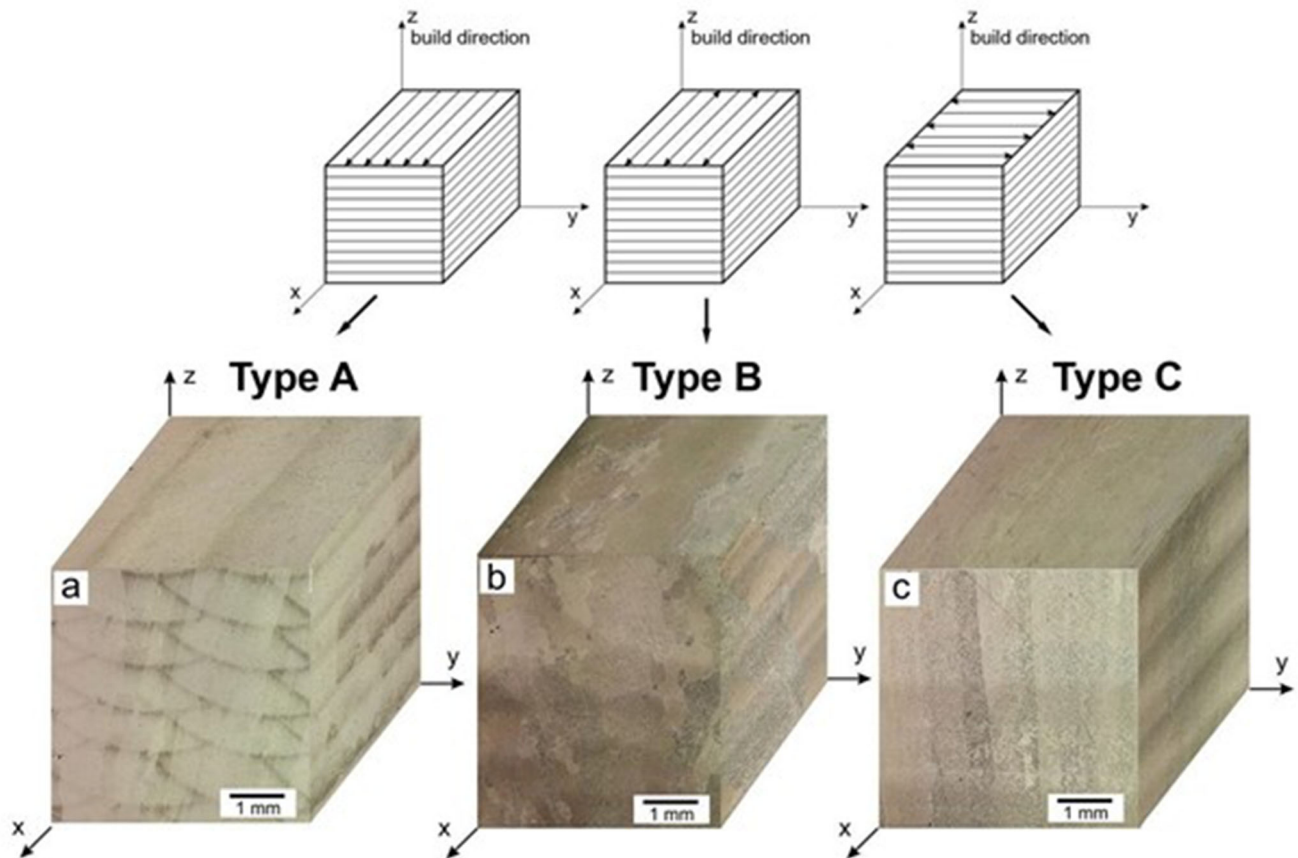 z
build direction
z
build direction
z
build direction
y
y
y
x
x
x
z
Type A
z
Type B
z
Type C
a
b
c
y
y
y
1 mm
1 mm
1 mm
x
x
x